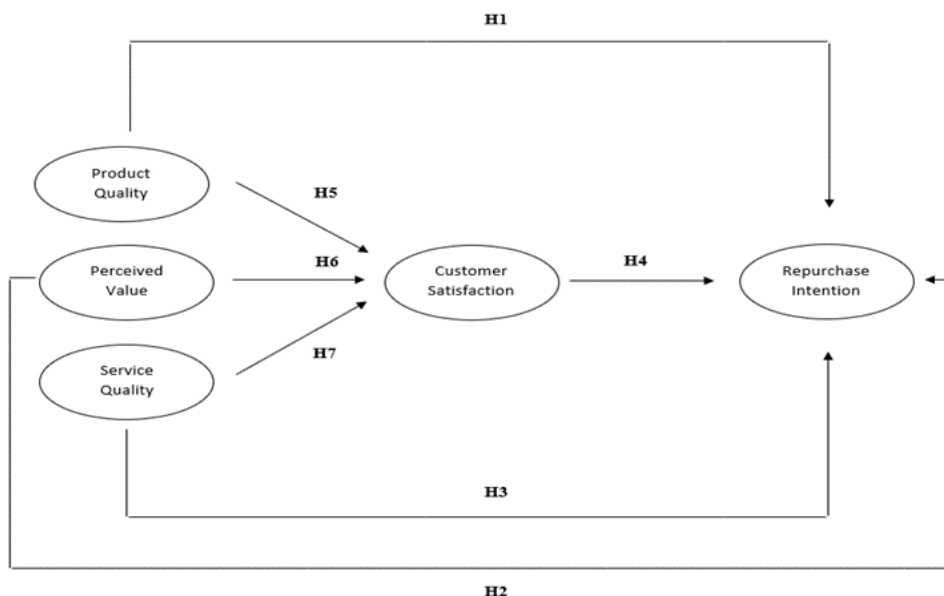 H1
Product
Quality
H5
Perceived
Value
H6
Customer
Satisfaction
H4
Repurchase
Intention
Service
Quality
H7
H3
H2